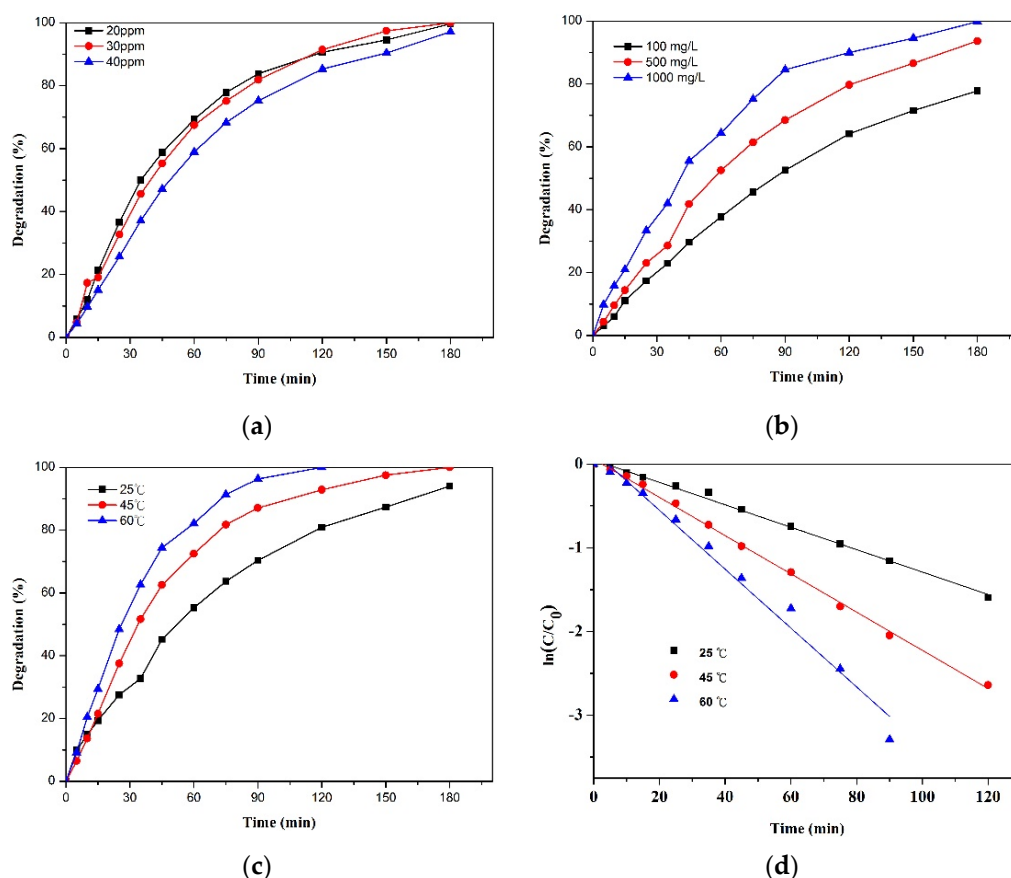 100
80
60
40
20
0
Degradation (%)
20ppm
30ppm
40ppm
0 30 60 90 120 150 180
Time (min)
(a)
100
80
60
40
20
0
Degradation (%)
100 mg/L
500 mg/L
1000 mg/L
0 30 60 90 120 150 180
Time (min)
(b)
100
80
60
40
20
0
Degradation (%)
25℃
45℃
60℃
0 30 60 90 120 150 180
Time (min)
(c)
0
-1
-2
-3
ln(C/C₀)
25 ℃
45 ℃
60 ℃
0 20 40 60 80 100 120
Time (min)
(d)